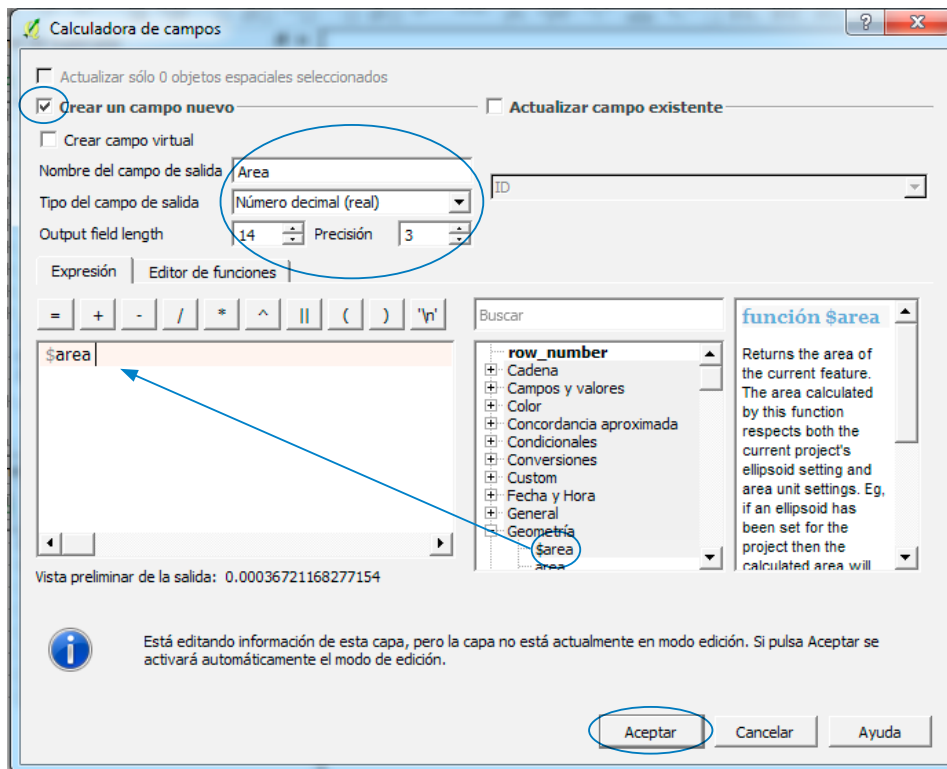 Calculadora de campos
Actualizar sólo 0 objetos espaciales seleccionados
Crear un campo nuevo
Actualizar campo existente
Crear campo virtual
Nombre del campo de salida Area
ID
Tipo del campo de salida Número decimal (real)
Output field length 14 Precisión 3
Expresión Editor de funciones
= + - / * ^ || ( ) '\n'
$area
Vista preliminar de la salida: 0.00036721168277154
Buscar
row_number
Cadena
Campos y valores
Color
Concordancia aproximada
Condicionales
Conversiones
Custom
Fecha y Hora
General
Geometría
$area
area
función $area
Returns the area of
the current feature.
The area calculated
by this function
respects both the
current project's
ellipsoid setting and
area unit settings. Eg,
if an ellipsoid has
been set for the
project then the
calculated area will
Está editando información de esta capa, pero la capa no está actualmente en modo edición. Si pulsa Aceptar se
activará automáticamente el modo de edición.
Aceptar Cancelar Ayuda